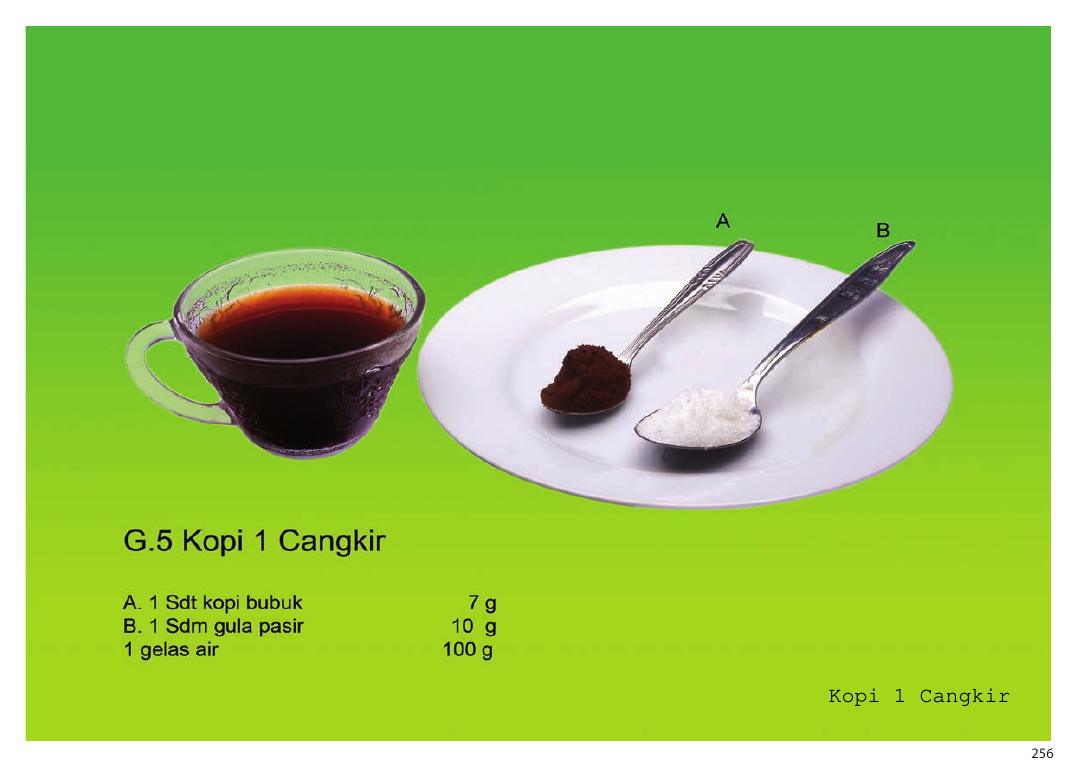 A
B
G.5 Kopi 1 Cangkir
A. 1 Sdt kopi bubuk 7 g
B. 1 Sdm gula pasir 10 g
1 gelas air 100 g
Kopi 1 Cangkir
256